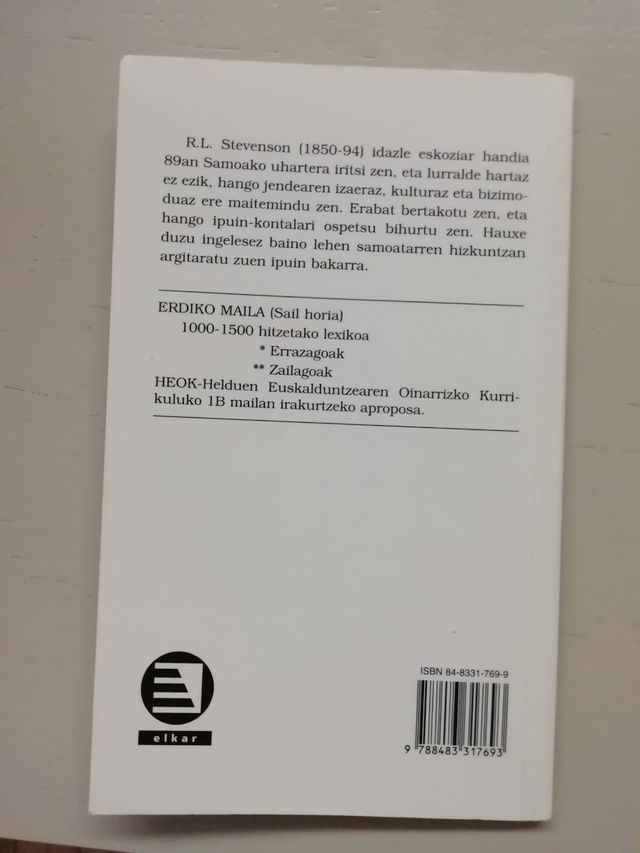 R.L. Stevenson (1850-94) idazle eskoziar handia
89an Samoako uhartera iritsi zen, eta lurralde hartaz
ez ezik, hango jendearen izaeraz, kulturaz eta bizimo-
duaz ere maitemindu zen. Erabat bertakotu zen, eta
hango ipuin-kontalari ospetsu bihurtu zen. Hauxe
duzu ingelesez baino lehen samoatarren hizkuntzan
argitaratu zuen ipuin bakarra.
ERDIKO MAILA (Sail horia)
1000-1500 hitzetako lexikoa
* Errazagoak
** Zailagoak
HEOK-Helduen Euskalduntzearen Oinarrizko Kurri-
kuluko 1B mailan irakurtzeko aproposa.
elkar
ISBN 84-8331-769-9
9 788483 317693